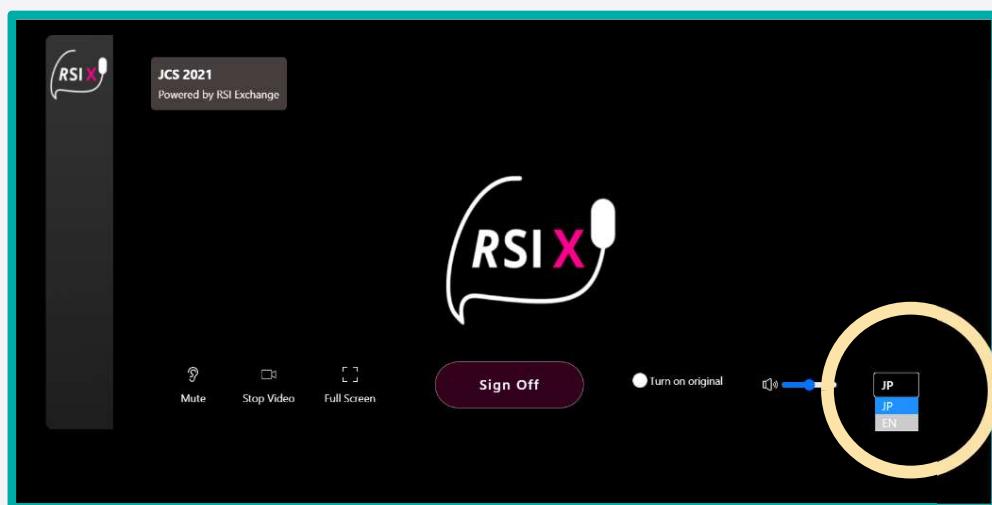 RSI X
JCS 2021
Powered by RSI Exchange
RSI X
Mute
Stop Video
Full Screen
Sign Off
Turn on original
JP
JP
EN